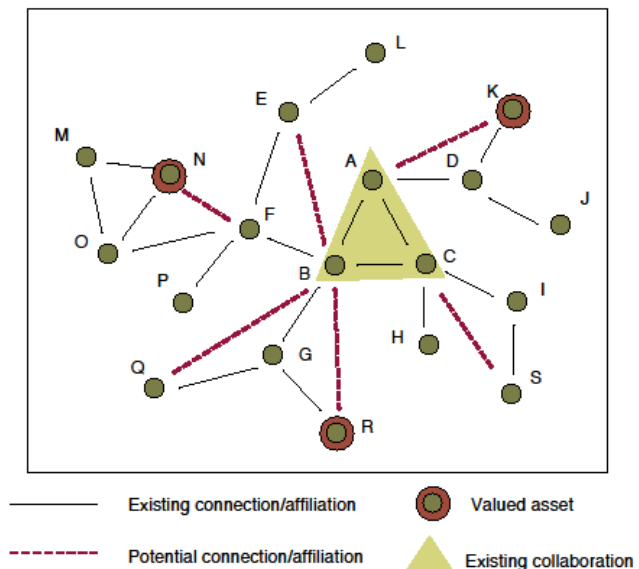 L
E
K
M
N
A
D
J
F
O
B
C
P
I
H
Q
G
S
R
Existing connection/affiliation
Valued asset
Potential connection/affiliation
Existing collaboration